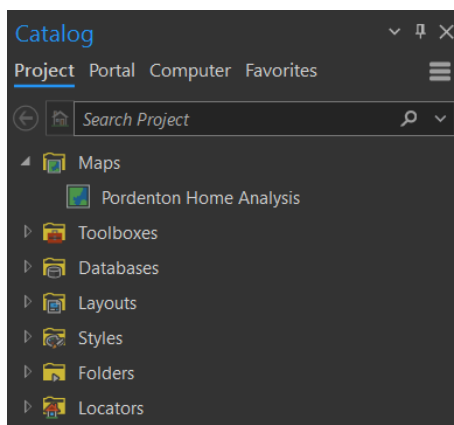 Catalog
Project Portal Computer Favorites
Search Project
Maps
Pordenton Home Analysis
Toolboxes
Databases
Layouts
Styles
Folders
Locators